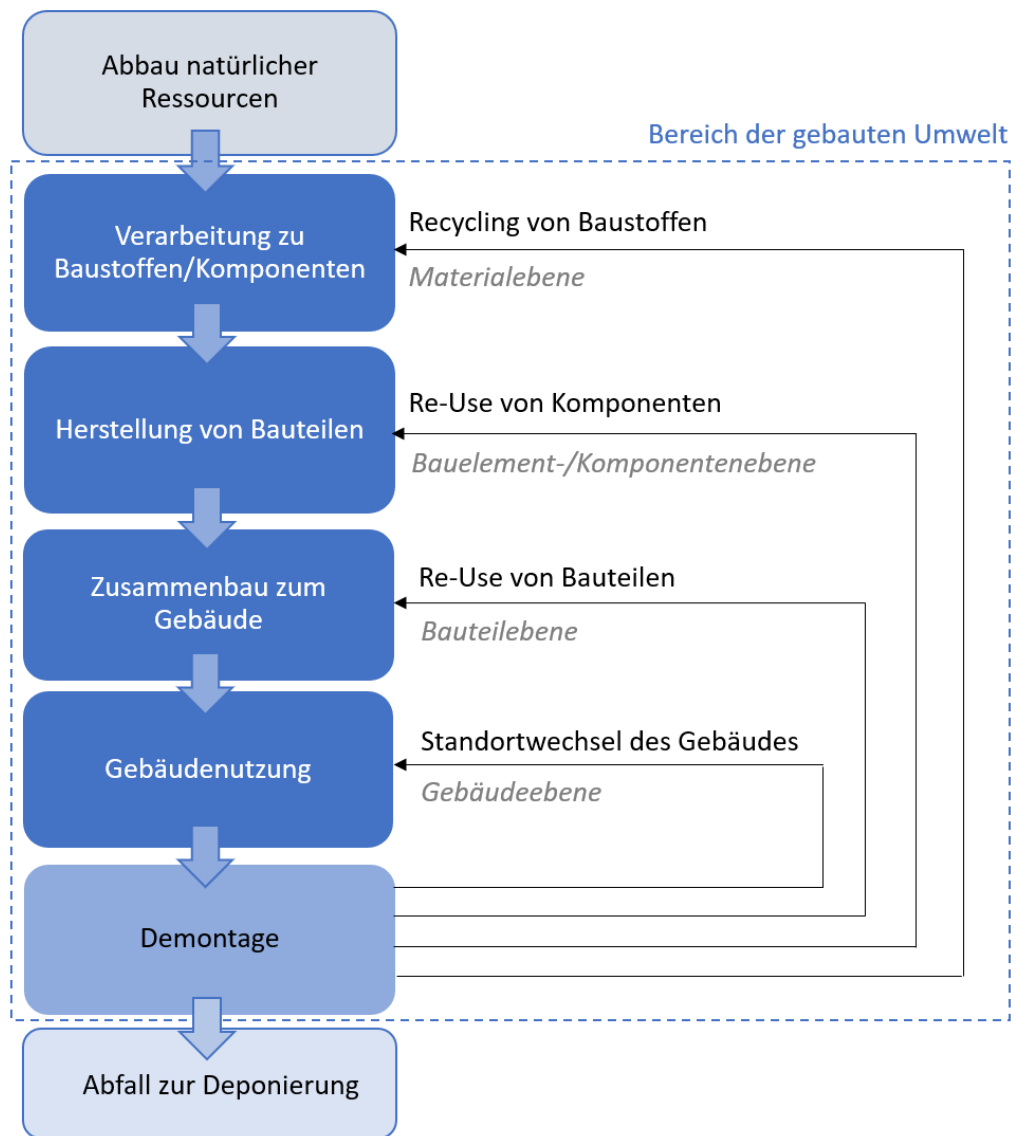 Abbau natürlicher
Ressourcen
Bereich der gebauten Umwelt
Verarbeitung zu
Baustoffen/Komponenten
Recycling von Baustoffen
Materialebene
Herstellung von Bauteilen
Re-Use von Komponenten
Bauelement-/Komponentenebene
Zusammenbau zum
Gebäude
Re-Use von Bauteilen
Bauteilebene
Gebäudenutzung
Standortwechsel des Gebäudes
Gebäudeebene
Demontage
Abfall zur Deponierung